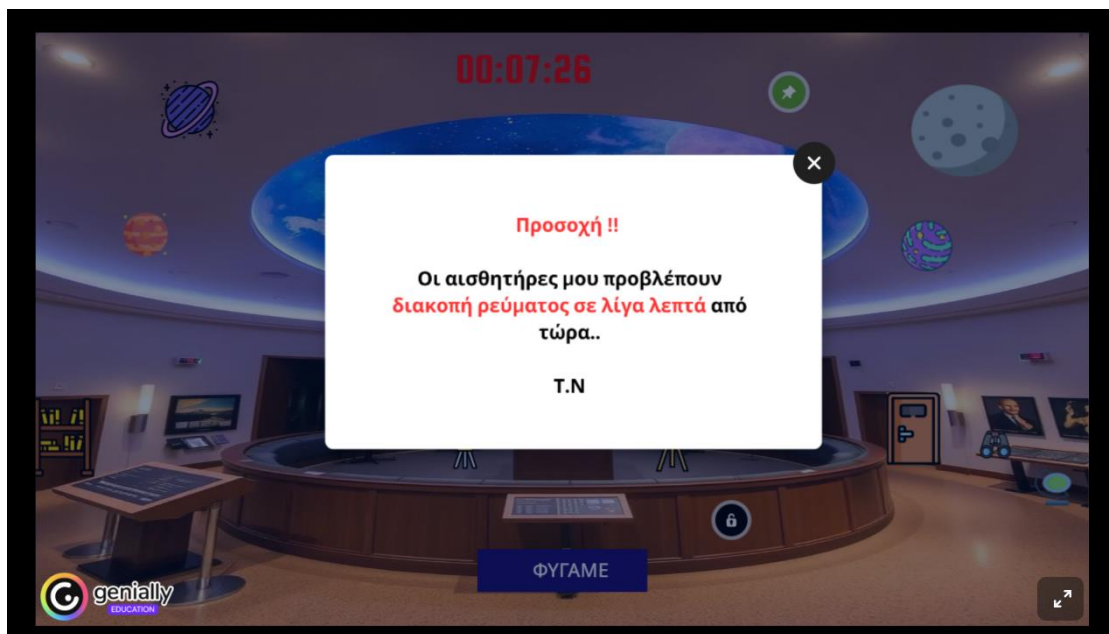 00:07:26
Προσοχή !!
Οι αισθητήρες μου προβλέπουν
διακοπή ρεύματος σε λίγα λεπτά από
τώρα..
Τ.Ν
ΦΥΓΑΜΕ
genially
EDUCATION